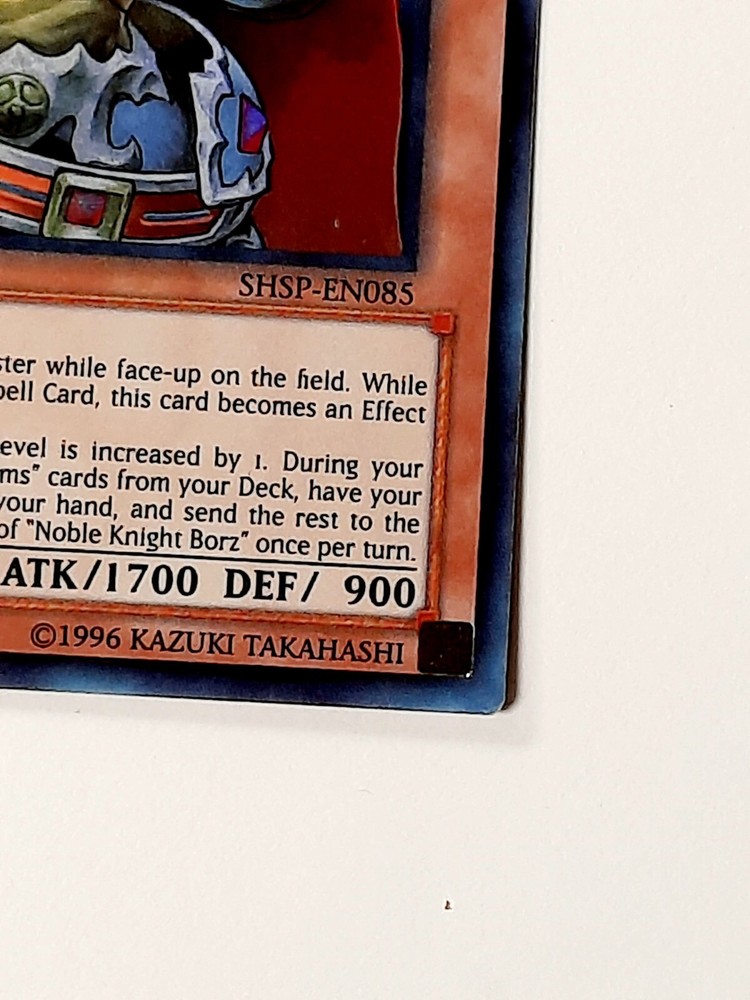 SHSP-EN085
ster while face-up on the field. While
pell Card, this card becomes an Effect
evel is increased by 1. During your
ms" cards from your Deck, have your
your hand, and send the rest to the
of "Noble Knight Borz" once per turn.
ATK/1700 DEF/ 900
©1996 KAZUKI TAKAHASHI